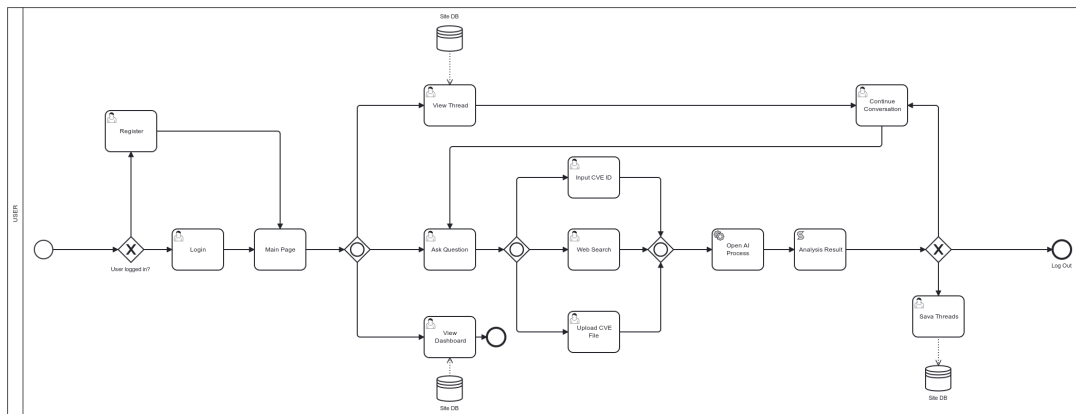 USER
Site DB
View Thread
Continue
Conversation
Register
Input CVE ID
Login
Main Page
Ask Question
Web Search
Open AI
Process
Analysis Result
User logged in?
Log Out
View
Dashboard
Upload CVE
File
Sava Threads
Site DB
Site DB